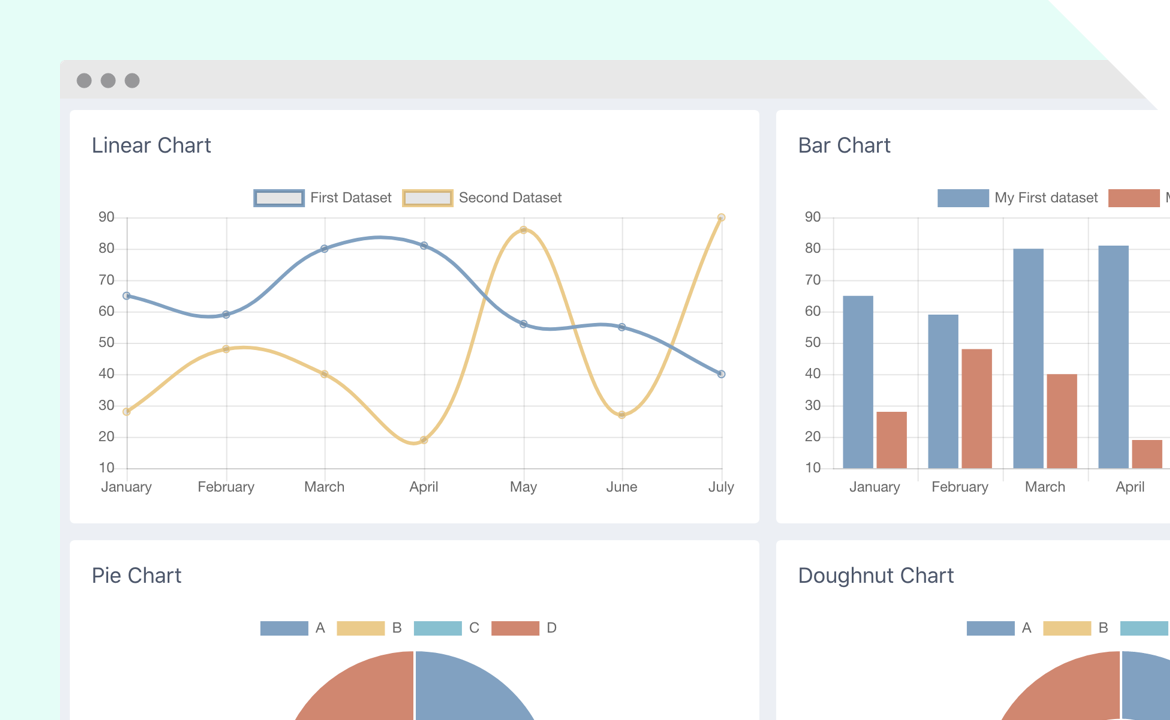 Linear Chart
First Dataset Second Dataset
90
80
70
60
50
40
30
20
10
January February March April May June July
Bar Chart
My First dataset
90
80
70
60
50
40
30
20
10
January February March April
Pie Chart
A B C D
Doughnut Chart
A B